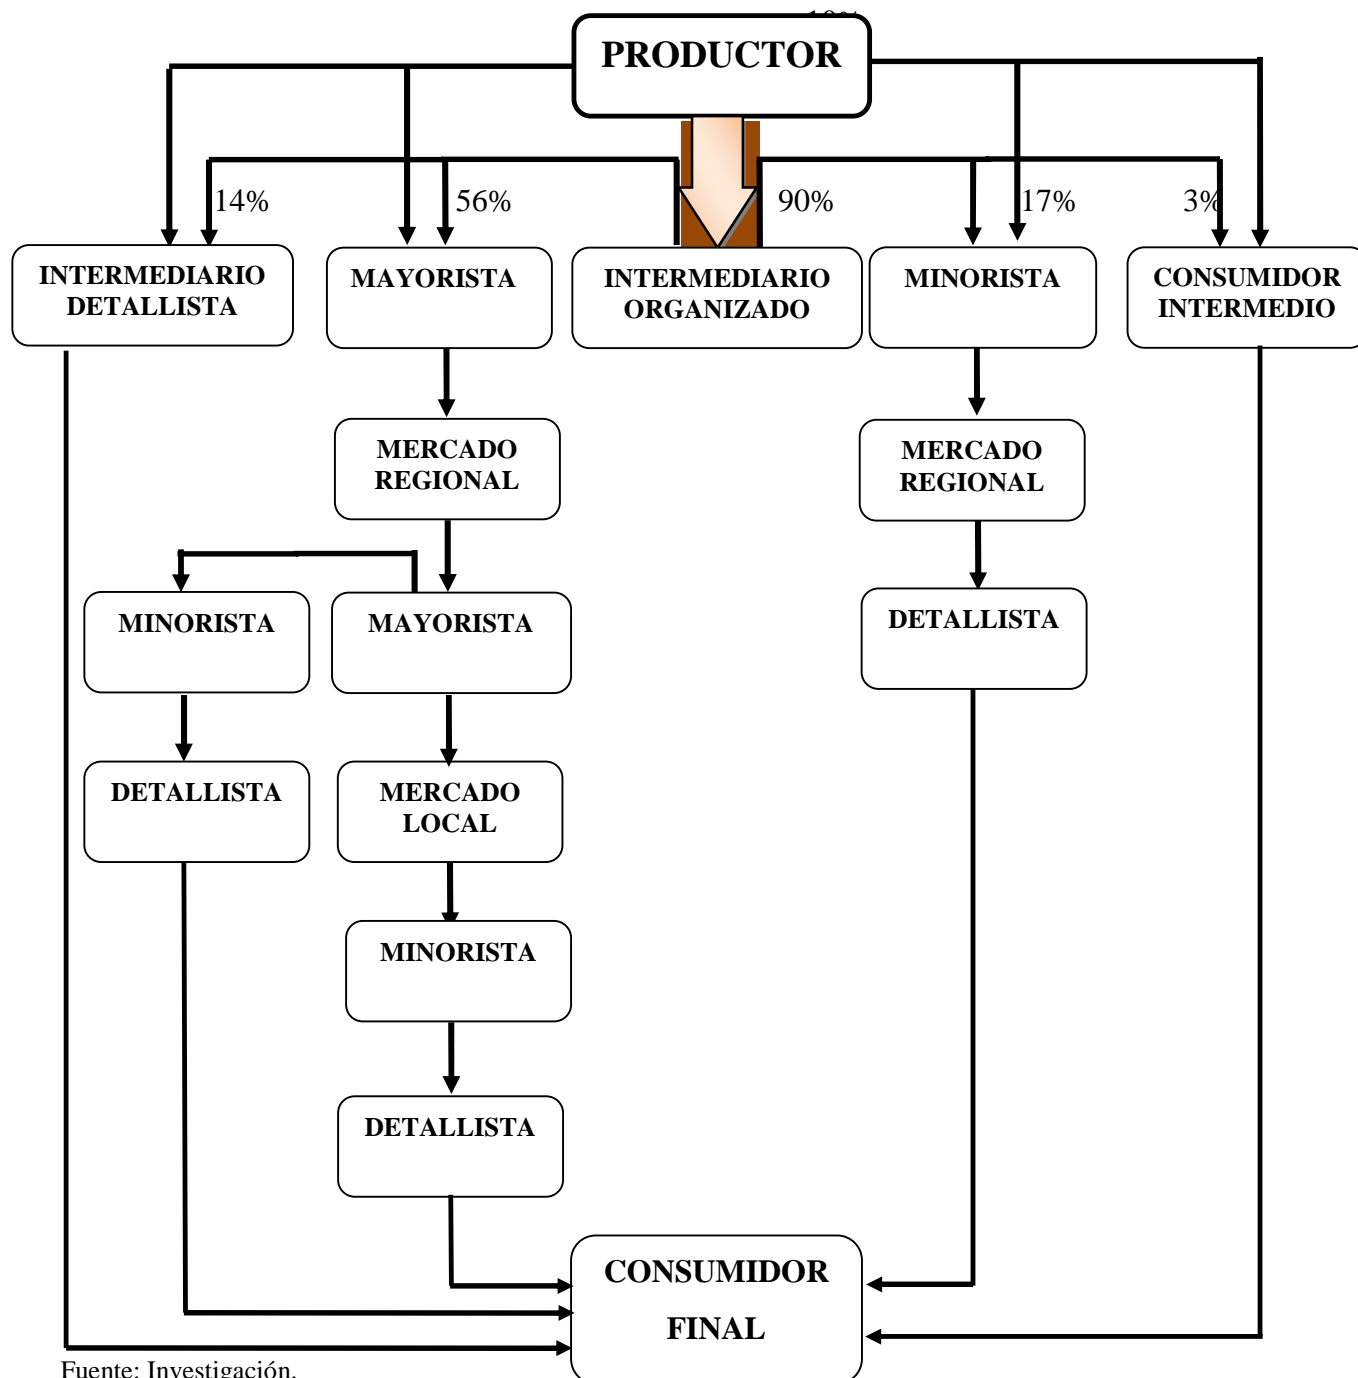 PRODUCTOR
14%
56%
90%
17%
3%
INTERMEDIARIO
DETALLISTA
MAYORISTA
INTERMEDIARIO
ORGANIZADO
MINORISTA
CONSUMIDOR
INTERMEDIO
MERCADO
REGIONAL
MERCADO
REGIONAL
MINORISTA
MAYORISTA
DETALLISTA
DETALLISTA
MERCADO
LOCAL
MINORISTA
DETALLISTA
CONSUMIDOR
FINAL
Fuente: Investigación.